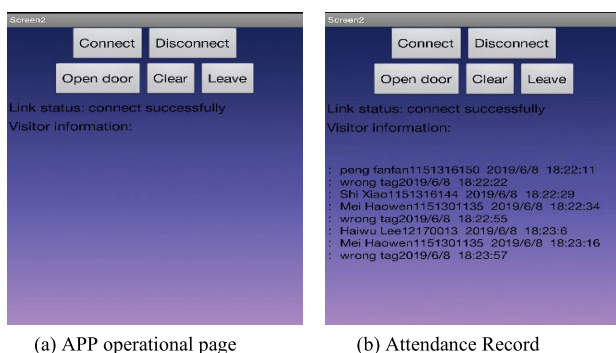 Screen2
Connect Disconnect
Open door Clear Leave
Link status: connect successfully
Visitor information:
(a) APP operational page
Screen2
Connect Disconnect
Open door Clear Leave
Link status: connect successfully
Visitor information:
: peng fanfan1151316150 2019/6/8 18:22:11
: wrong tag2019/6/8 18:22:22
: Shi Xiao1151316144 2019/6/8 18:22:29
: Mei Haowen1151301135 2019/6/8 18:22:34
: wrong tag2019/6/8 18:22:55
: Haiwu Lee12170013 2019/6/8 18:23:6
: Mei Haowen1151301135 2019/6/8 18:23:16
: wrong tag2019/6/8 18:23:57
(b) Attendance Record